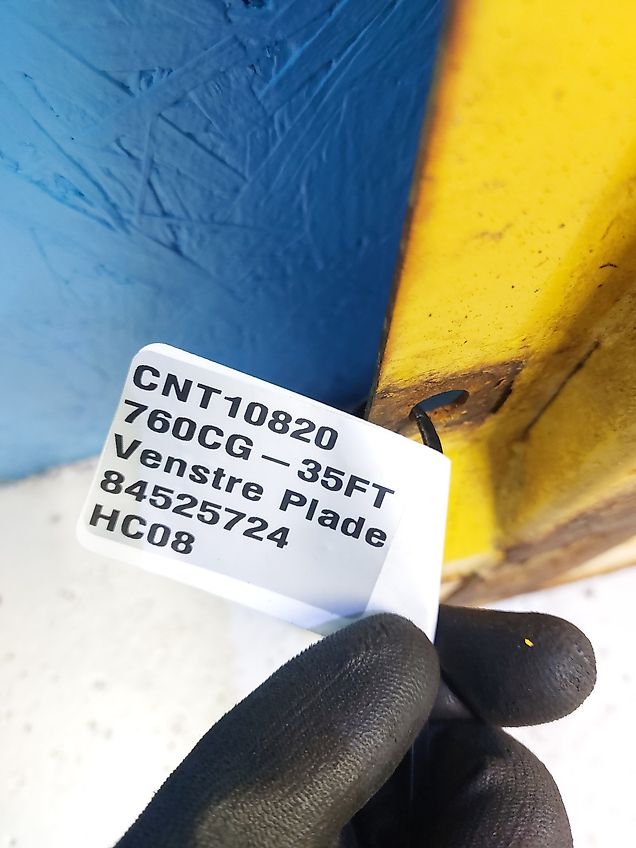 CNT10820
760CG-35FT
Venstre Plade
84525724
HC08